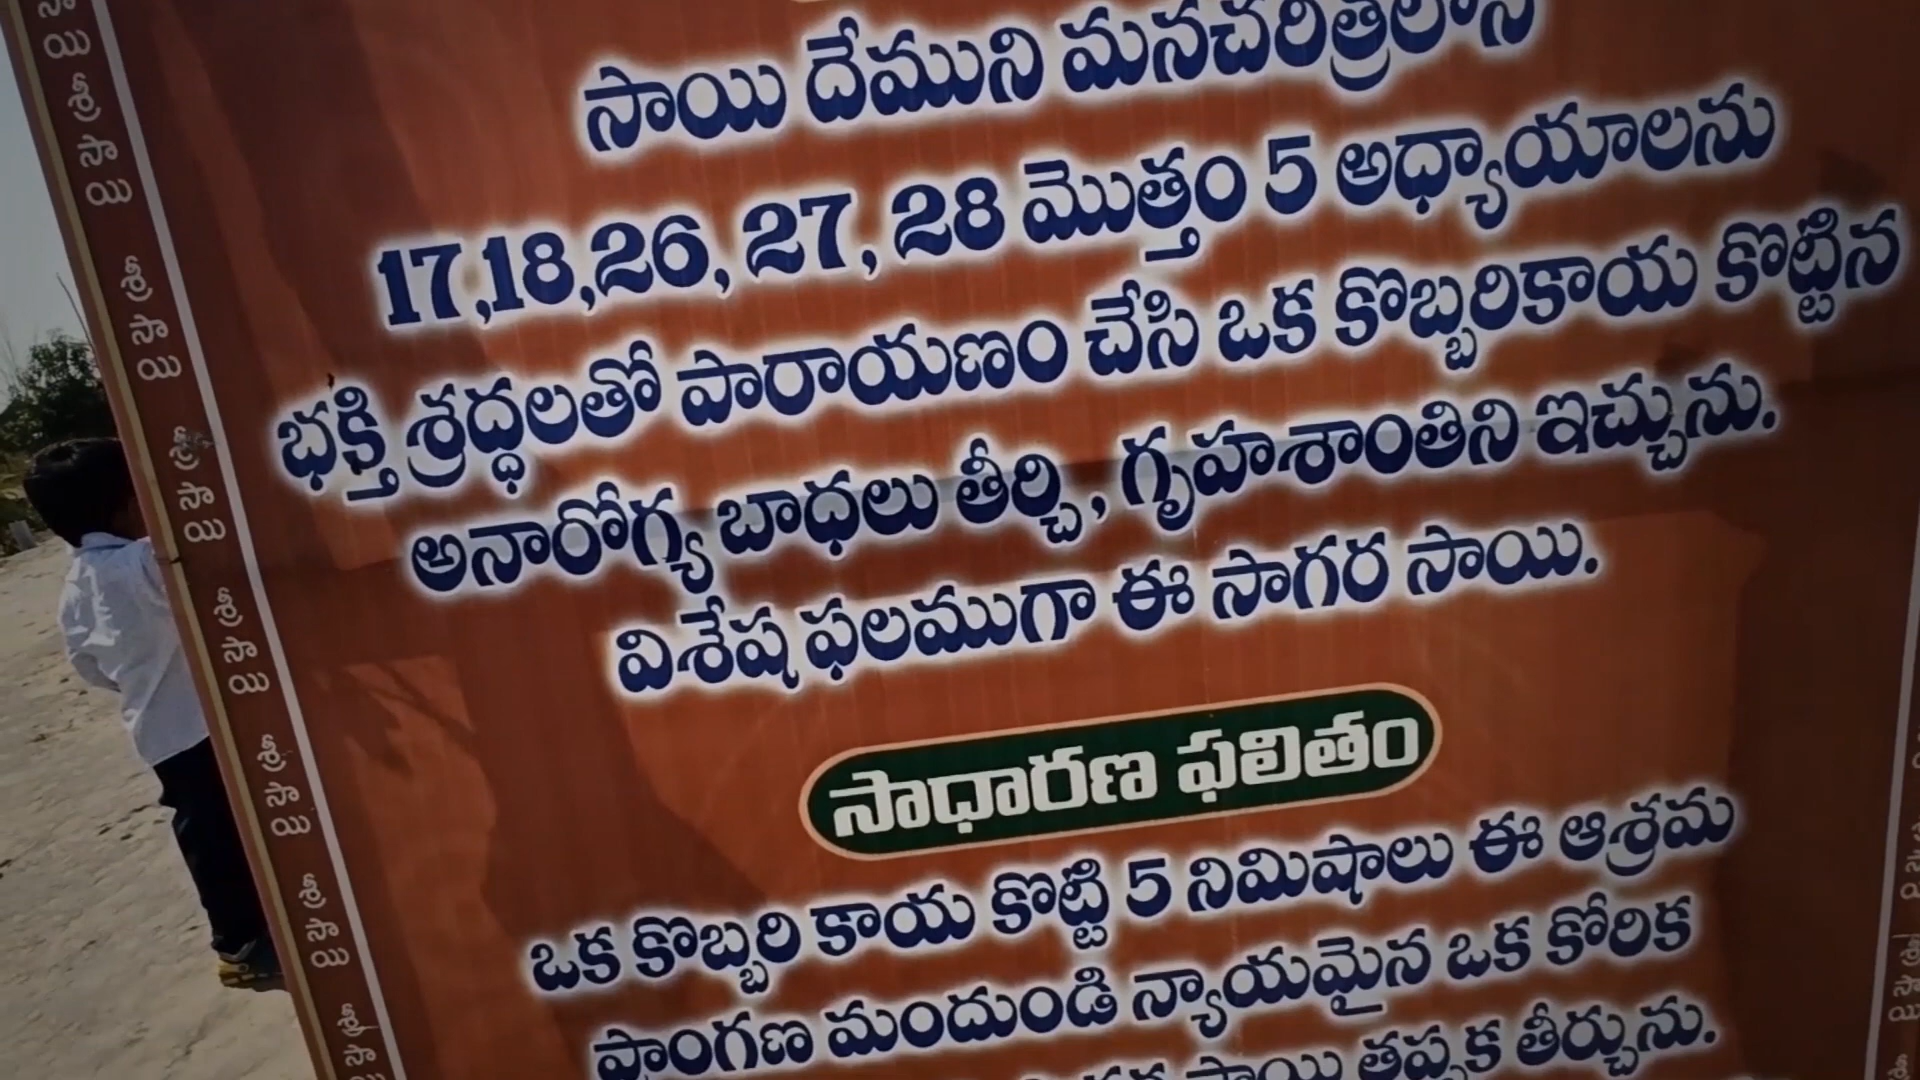 సాయి దేముని మనచరిత్రలోని
17,18,26, 27, 28 మొత్తం 5 అధ్యాయాలను
భక్తి శ్రద్ధలతో పారాయణం చేసి ఒక కొబ్బరికాయ కొట్టిన
అనారోగ్య బాధలు తీర్చి, గృహశాంతిని ఇచ్చును.
విశేష ఫలముగా ఈ సాగర సాయి.
సాధారణ ఫలితం
ఒక కొబ్బరి కాయ కొట్టి 5 నిమిషాలు ఈ ఆశ్రమ
ప్రాంగణ మందుండి న్యాయమైన ఒక కోరిక
సాయి తప్పక తీర్చును.
శ్రీ సాయి శ్రీ సాయి శ్రీ సాయి శ్రీ సాయి శ్రీ సాయి శ్రీ సాయి